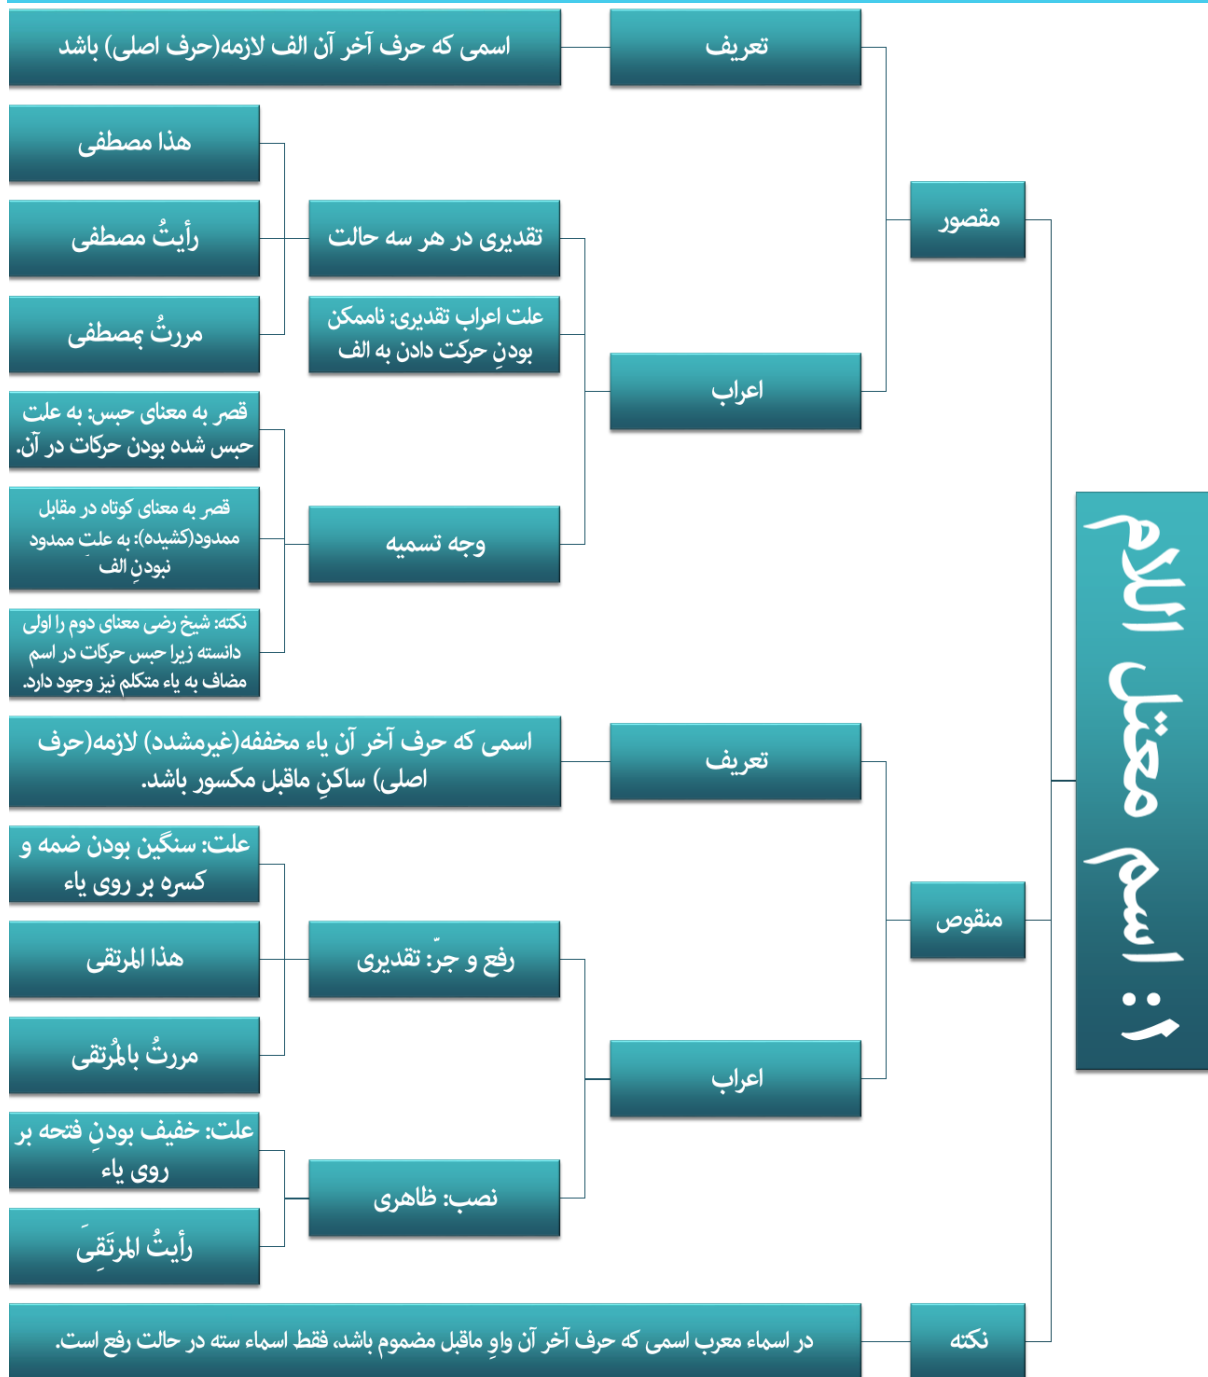 ۱: اسم معتل اللام
مقصور
تعریف
اسمی که حرف آخر آن الف لازمه(حرف اصلی) باشد
اعراب
تقدیری در هر سه حالت
هذا مصطفی
رأیتُ مصطفی
مررتُ بمصطفی
علت اعراب تقدیری: ناممکن
بودنِ حرکت دادن به الف
وجه تسمیه
قصر به معنای حبس: به علت
حبس شده بودن حرکات در آن.
قصر به معنای کوتاه در مقابل
ممدود(کشیده): به علتِ ممدود
نبودنِ الف
نکته: شیخ رضی معنای دوم را اولی
دانسته زیرا حبس حرکات در اسم
مضاف به یاء متکلم نیز وجود دارد.
منقوص
تعریف
اسمی که حرف آخر آن یاء مخففه(غیرمشدد) لازمه(حرف
اصلی) ساکنِ ماقبل مکسور باشد.
اعراب
رفع و جرّ: تقدیری
علت: سنگین بودن ضمه و
کسره بر روی یاء
هذا المرتقی
مررتُ بالمُرتقی
نصب: ظاهری
علت: خفیف بودنِ فتحه بر
روی یاء
رأیتُ المرتَقِیَ
نکته
در اسماء معرب اسمی که حرف آخر آن واوِ ماقبل مضموم باشد، فقط اسماء سته در حالت رفع است.